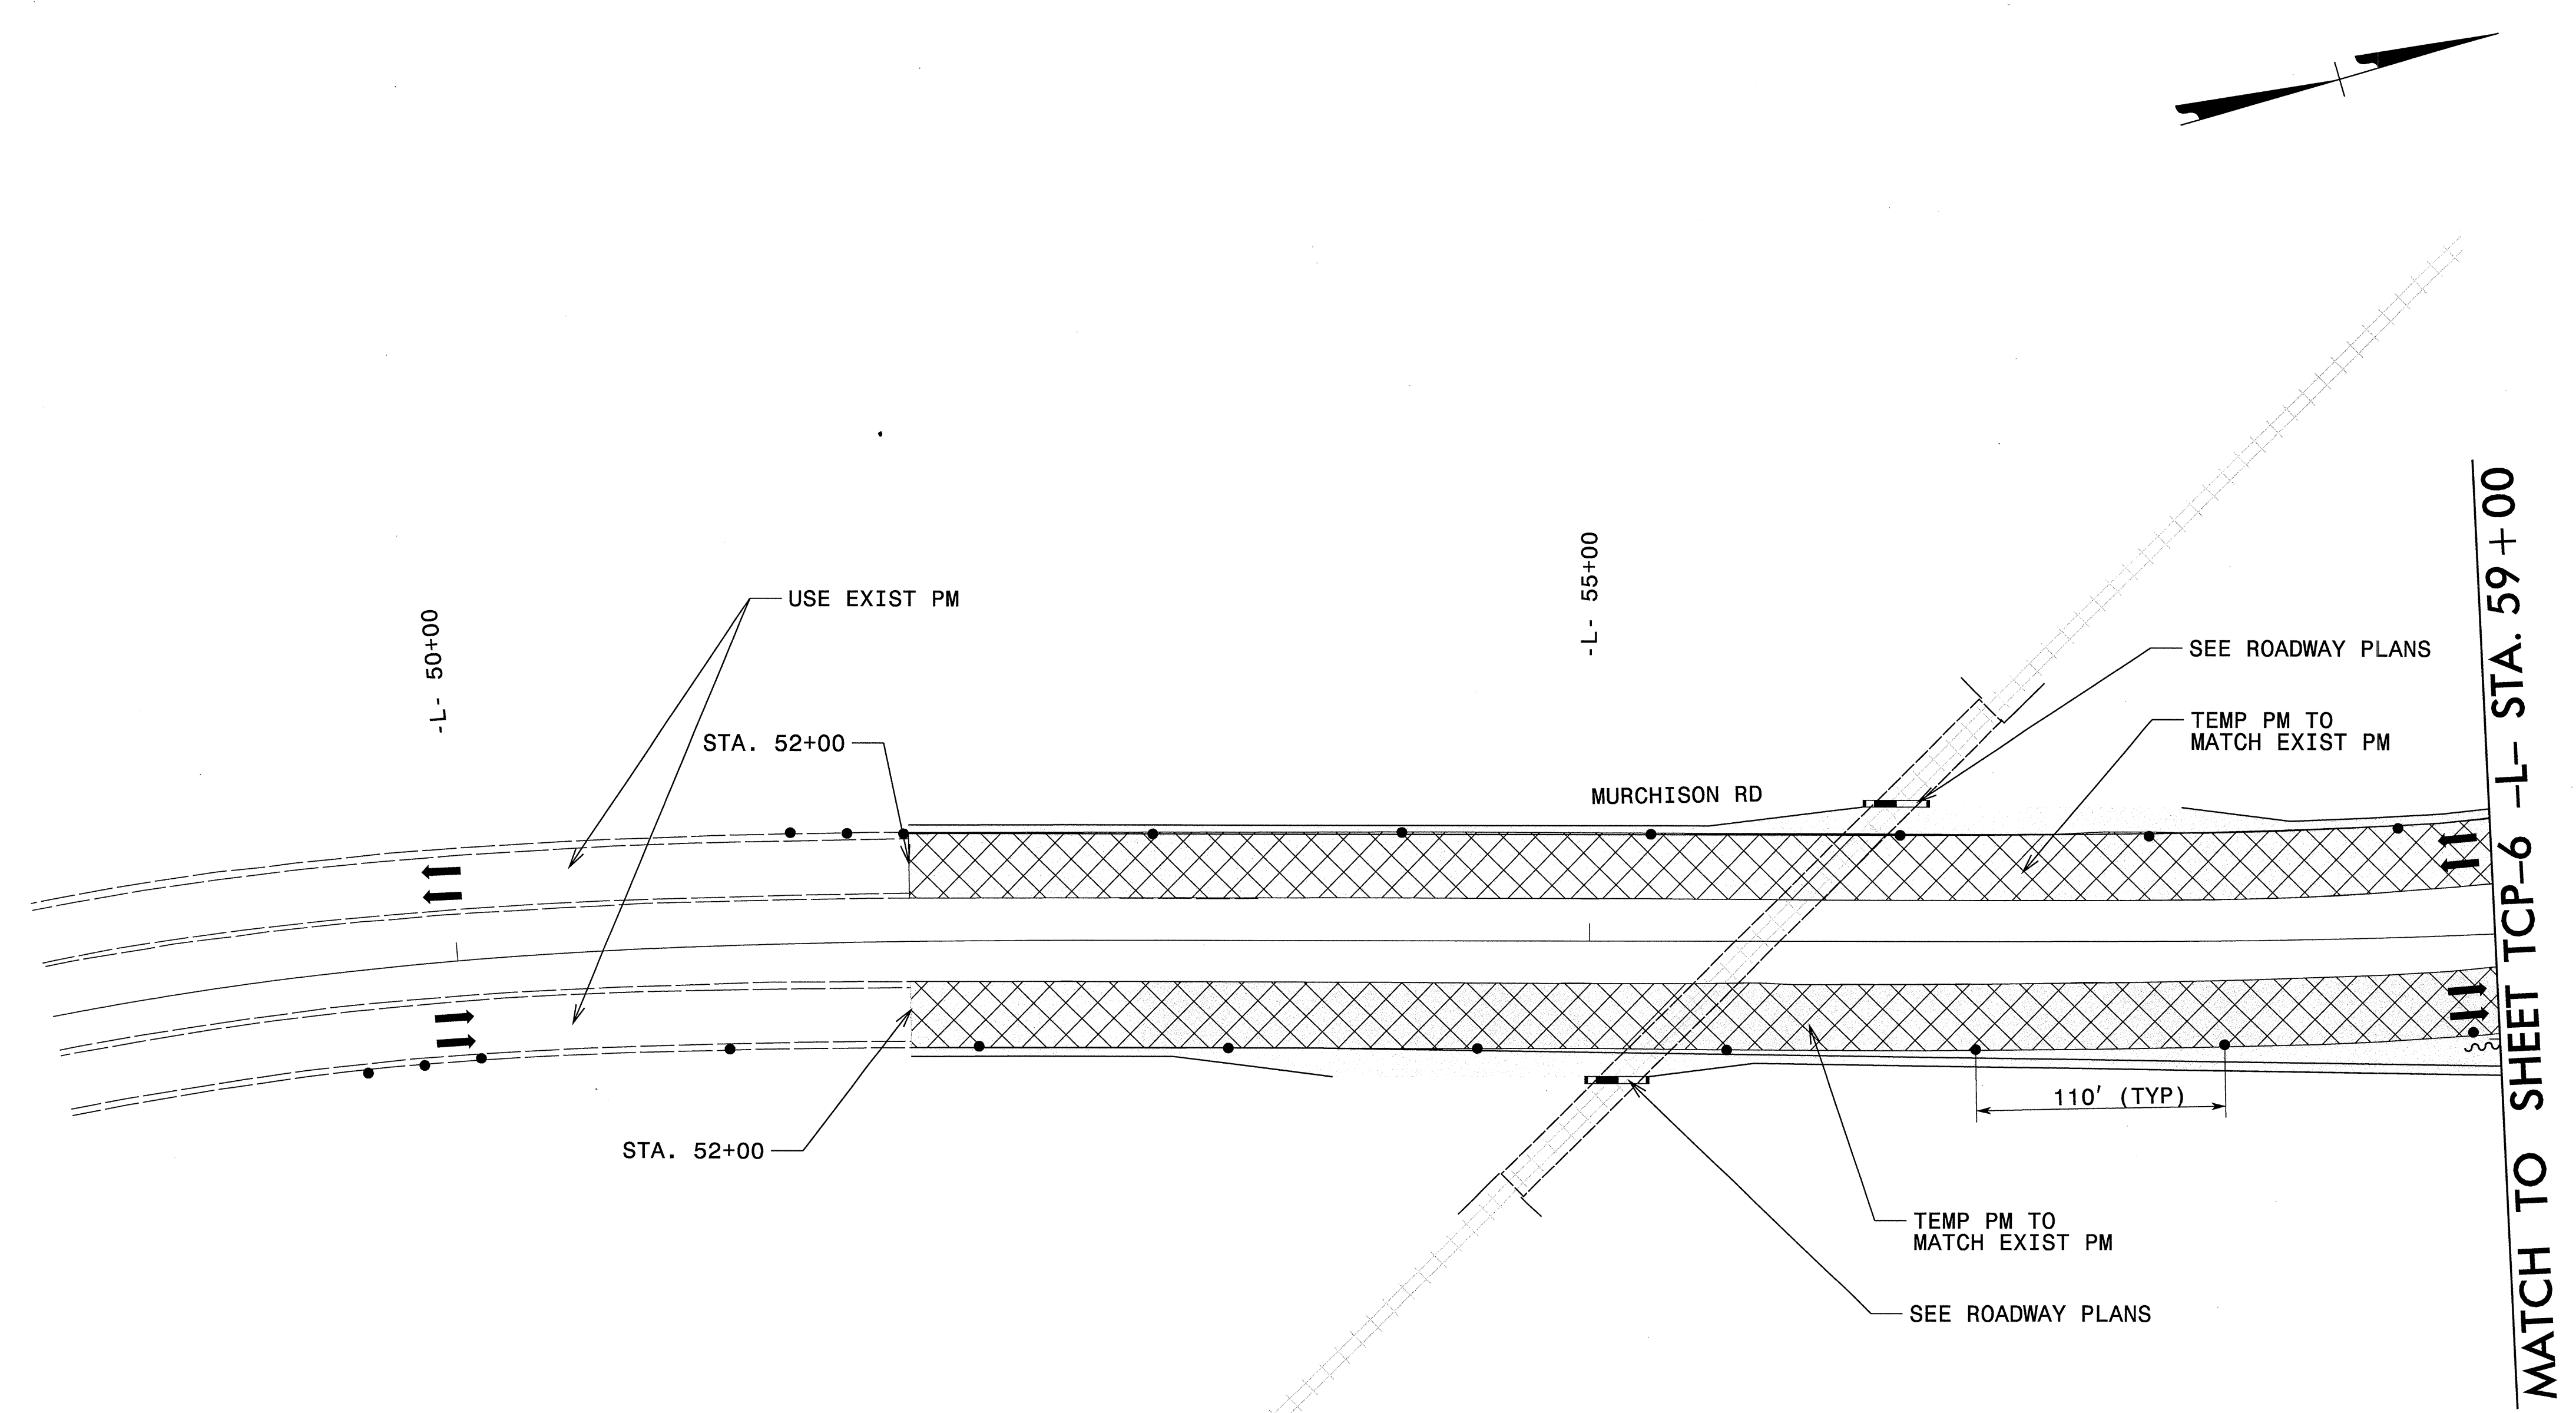 USE EXIST PM
-L- 50+00
-L- 55+00
STA. 52+00
MURCHISON RD
SEE ROADWAY PLANS
TEMP PM TO
MATCH EXIST PM
STA. 52+00
110' (TYP)
TEMP PM TO
MATCH EXIST PM
SEE ROADWAY PLANS
MATCH TO SHEET TCP-6 -L- STA. 59+00